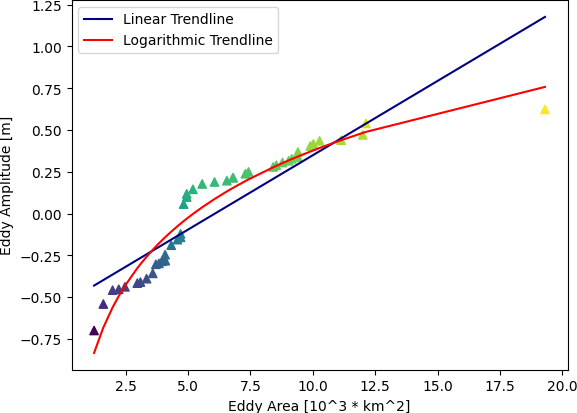 1.25
1.00
0.75
0.50
0.25
0.00
−0.25
−0.50
−0.75
Eddy Amplitude [m]
Linear Trendline
Logarithmic Trendline
2.5 5.0 7.5 10.0 12.5 15.0 17.5 20.0
Eddy Area [10^3 * km^2]